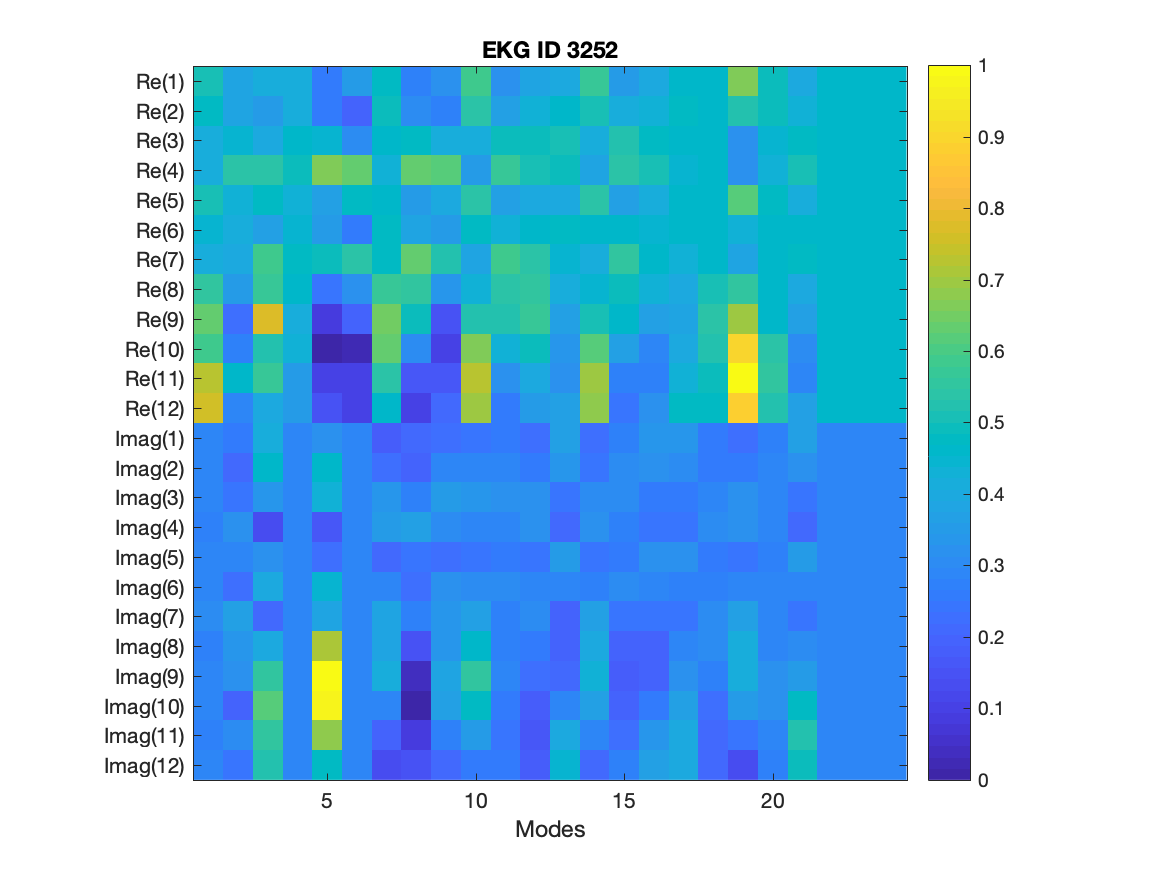 EKG ID 3252
Re(1)
Re(2)
Re(3)
Re(4)
Re(5)
Re(6)
Re(7)
Re(8)
Re(9)
Re(10)
Re(11)
Re(12)
Imag(1)
Imag(2)
Imag(3)
Imag(4)
Imag(5)
Imag(6)
Imag(7)
Imag(8)
Imag(9)
Imag(10)
Imag(11)
Imag(12)
5 10 15 20
Modes
1
0.9
0.8
0.7
0.6
0.5
0.4
0.3
0.2
0.1
0